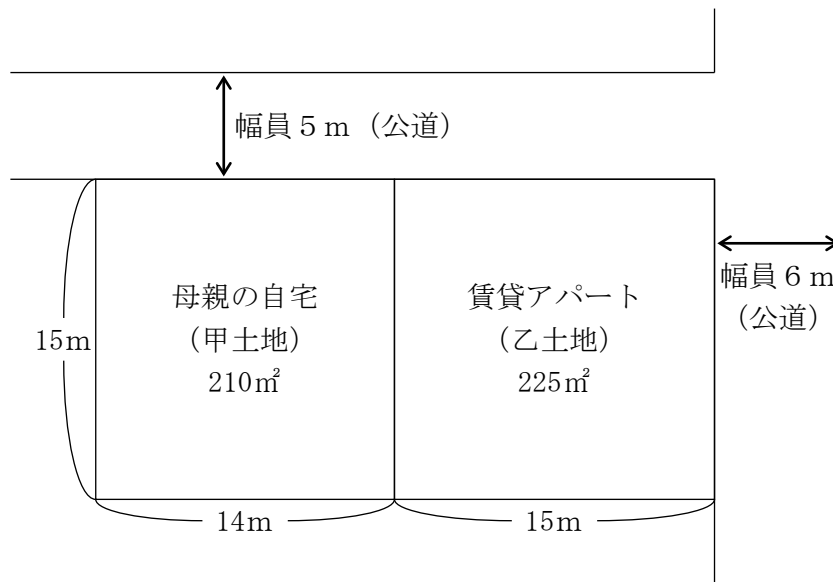 幅員５ｍ（公道）
母親の自宅
（甲土地）
210㎡
賃貸アパート
（乙土地）
225㎡
幅員６ｍ
（公道）
15m
14m
15m